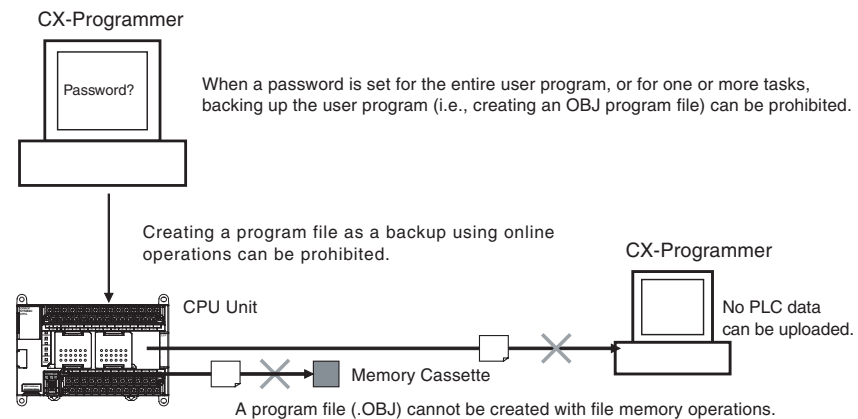 CX-Programmer
Password?
When a password is set for the entire user program, or for one or more tasks,
backing up the user program (i.e., creating an OBJ program file) can be prohibited.
Creating a program file as a backup using online
operations can be prohibited.
CX-Programmer
CPU Unit
No PLC data
can be uploaded.
Memory Cassette
A program file (.OBJ) cannot be created with file memory operations.